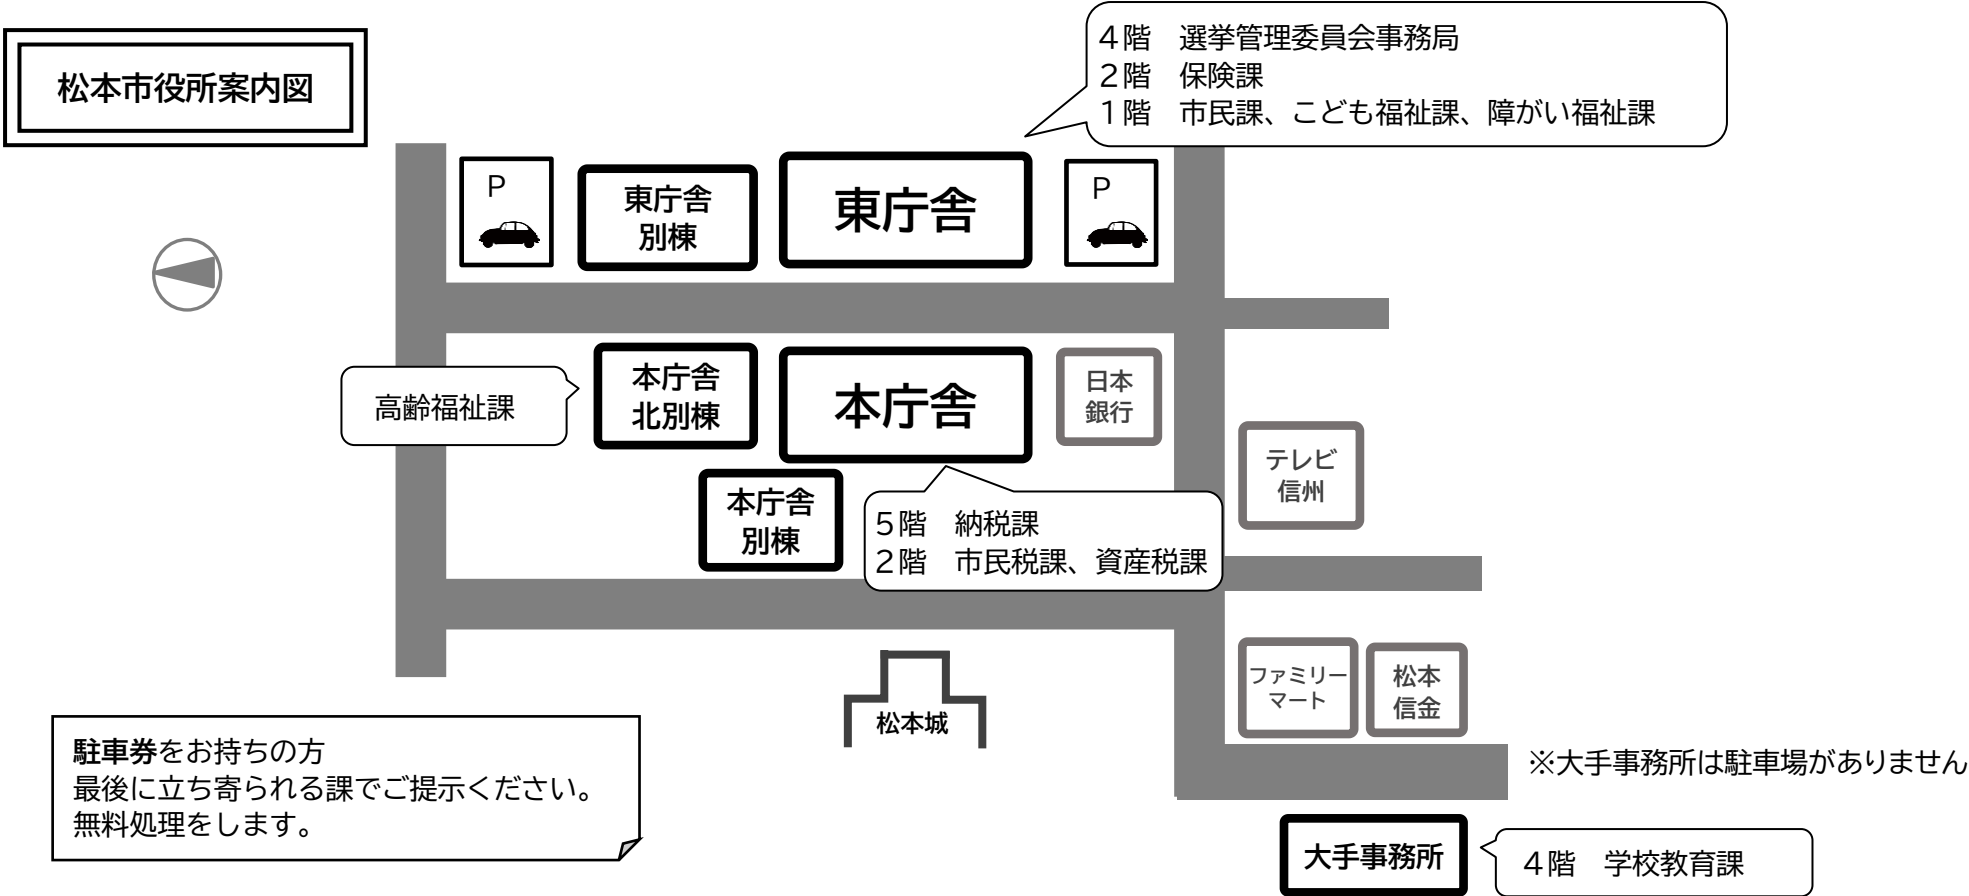 松本市役所案内図
4階　選挙管理委員会事務局
2階　保険課
1階　市民課、こども福祉課、障がい福祉課
P
東庁舎
別棟
東庁舎
P
高齢福祉課
本庁舎
北別棟
本庁舎
日本
銀行
テレビ
信州
本庁舎
別棟
5階　納税課
2階　市民税課、資産税課
松本城
ファミリー
マート
松本
信金
駐車券をお持ちの方
最後に立ち寄られる課でご提示ください。
無料処理をします。
※大手事務所は駐車場がありません
大手事務所
4階　学校教育課